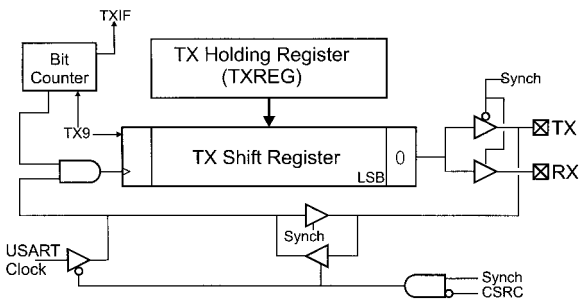 TXIF
Bit
Counter
TX Holding Register
(TXREG)
Synch
TX9
TX Shift Register
LSB
0
TX
RX
Synch
USART
Clock
Synch
CSRC